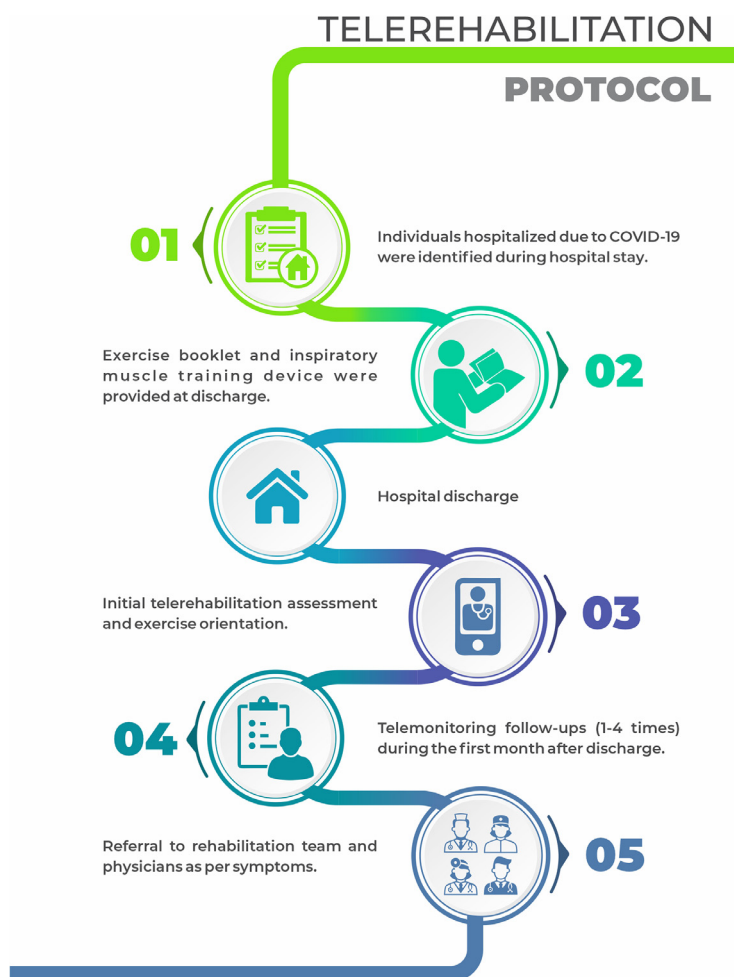 TELEREHABILITATION
PROTOCOL
01
Individuals hospitalized due to COVID-19
were identified during hospital stay.
Exercise booklet and inspiratory
muscle training device were
provided at discharge.
02
Hospital discharge
Initial telerehabilitation assessment
and exercise orientation.
03
04
Telemonitoring follow-ups (1-4 times)
during the first month after discharge.
Referral to rehabilitation team and
physicians as per symptoms.
05